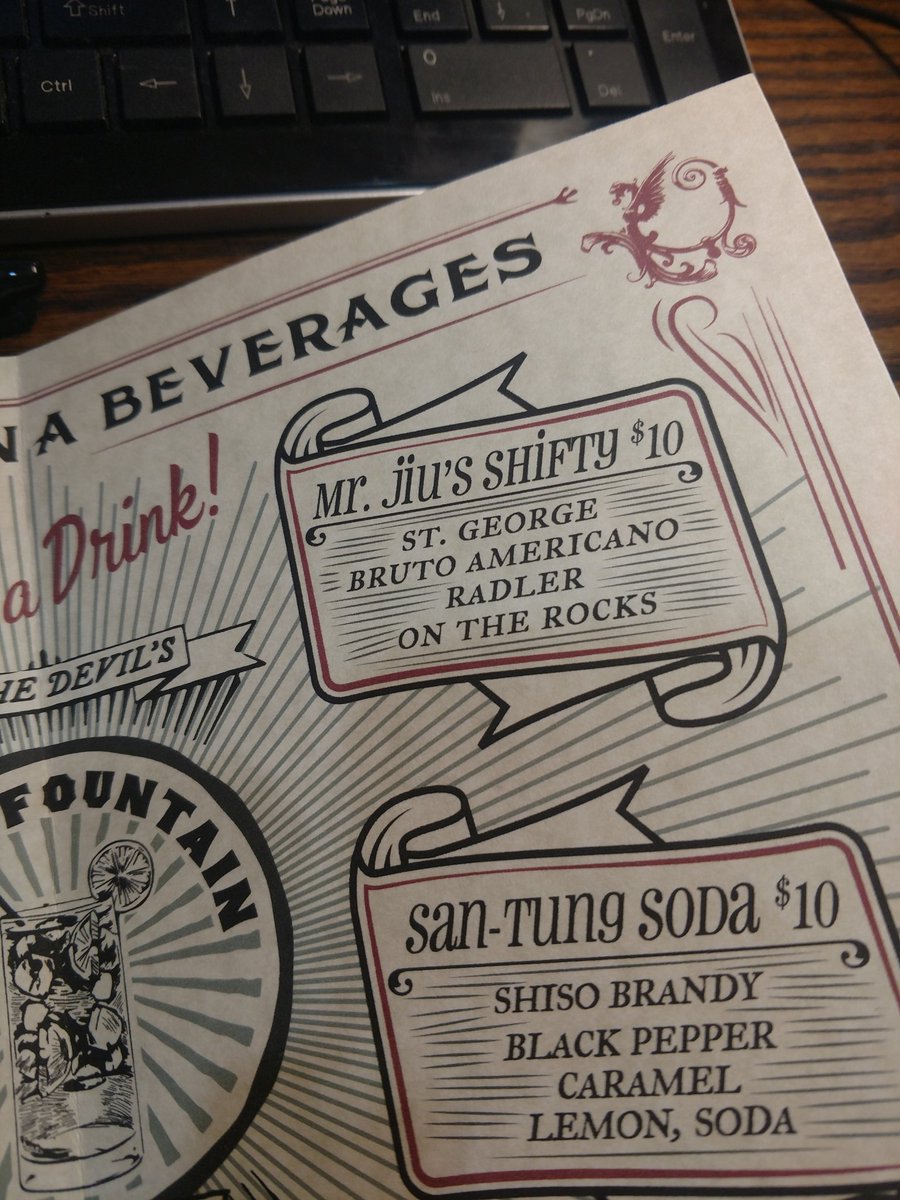 Shift
Down
End
PgDn
Enter
Ctrl
0
Ins
.
Del
NA BEVERAGES
a Drink!
MR. JIU'S SHIFTY $10
ST. GEORGE
BRUTO AMERICANO
RADLER
ON THE ROCKS
HE DEVIL'S
FOUNTAIN
SAN-TUNG SODA $10
SHISO BRANDY
BLACK PEPPER
CARAMEL
LEMON, SODA